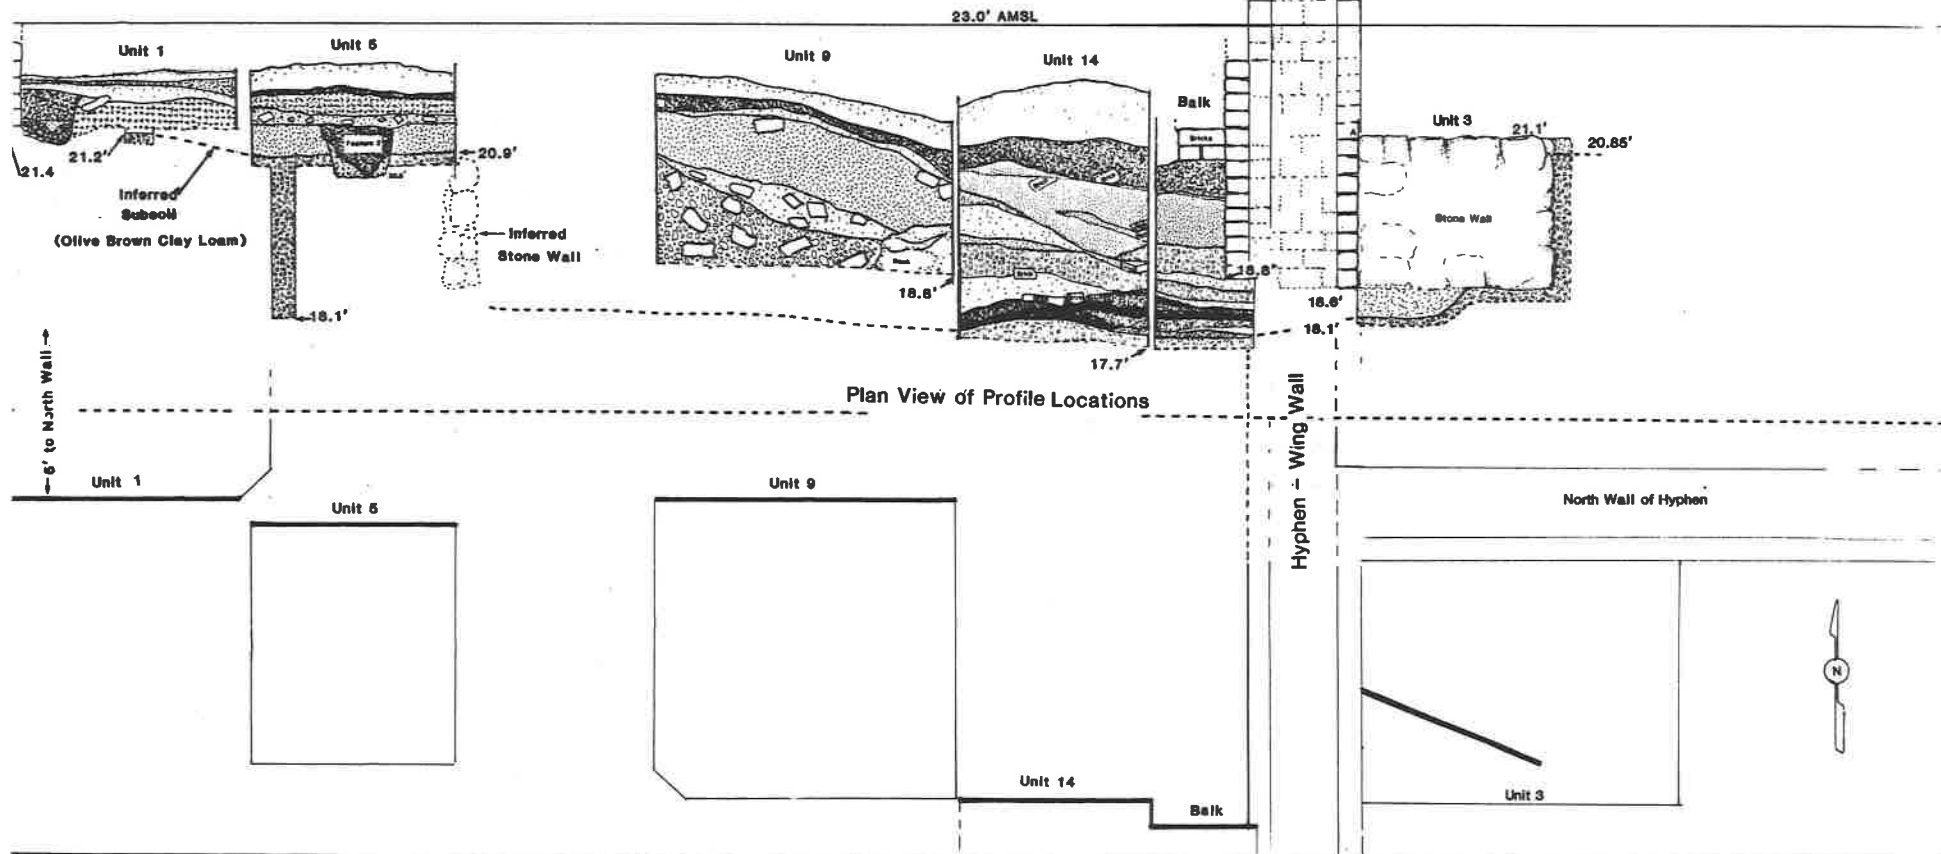 23.0' AMSL
Unit 1
Unit 5
Unit 9
Unit 14
Balk
Bricks
Unit 3
21.1'
20.85'
21.4
21.2'
20.9'
Inferred
Subsoil
(Olive Brown Clay Loam)
Inferred
Stone Wall
Stone Wall
18.1'
18.8'
18.8'
18.6'
18.1'
17.7'
Plan View of Profile Locations
6' to North Wall
Hyphen - Wing Wall
Unit 1
Unit 5
Unit 9
North Wall of Hyphen
N
Unit 14
Balk
Unit 3